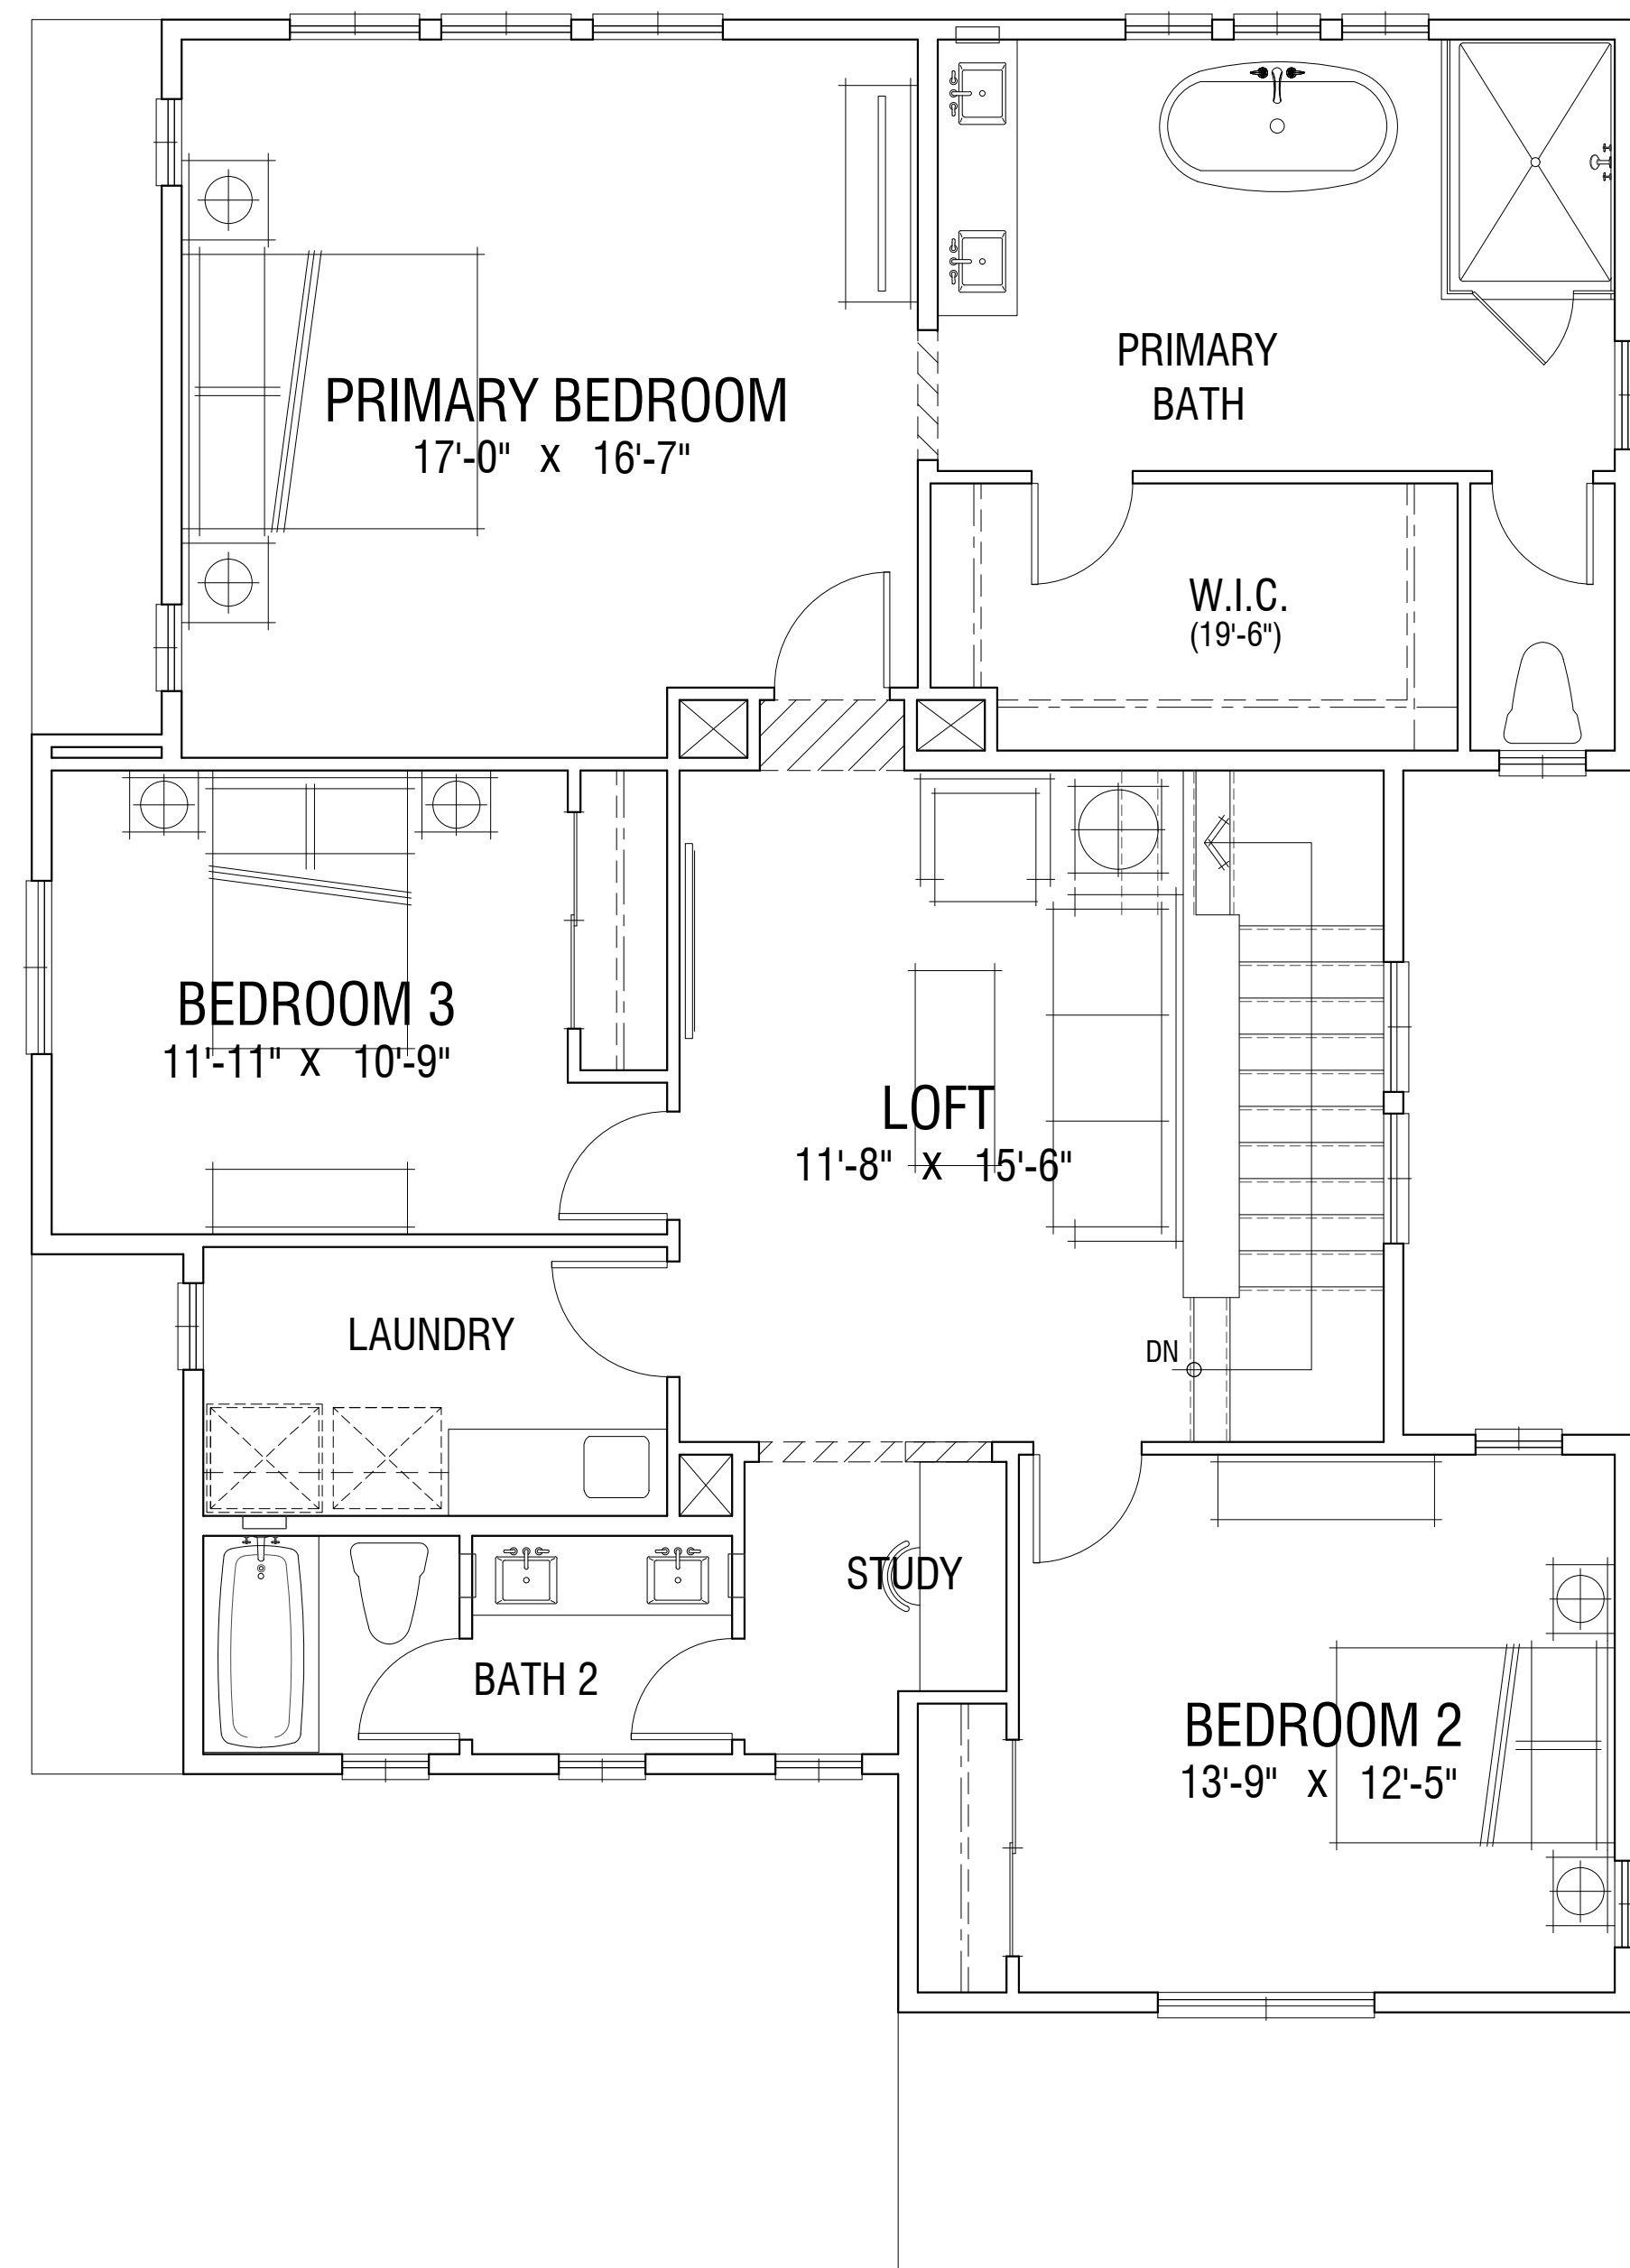 PRIMARY
BATH
PRIMARY BEDROOM
17'-0" x 16'-7"
W.I.C.
(19'-6")
BEDROOM 3
11'-11" x 10'-9"
LOFT
11'-8" x 15'-6"
LAUNDRY
DN
STUDY
BATH 2
BEDROOM 2
13'-9" x 12'-5"